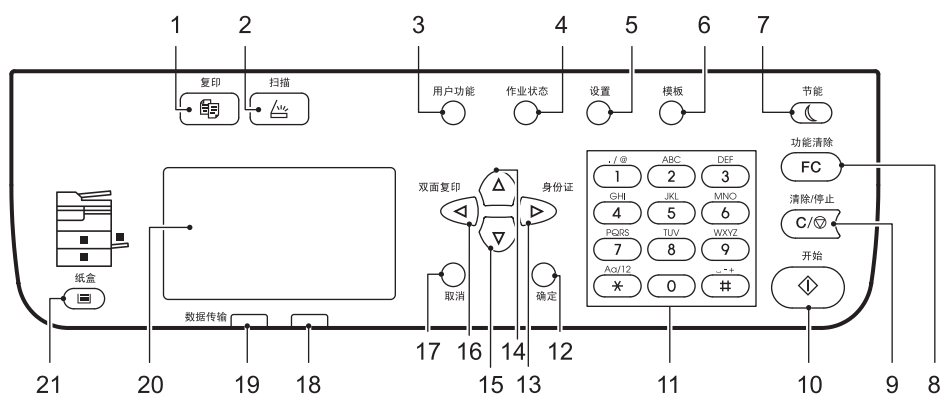 1 2 3 4 5 6 7
复印 扫描
用户功能 作业状态 设置 模板 节能
功能清除
FC
双面复印 身份证
./@ ABC DEF
1 2 3
GHI JKL MNO
4 5 6
PQRS TUV WXYZ
7 8 9
Aa/12 ⎵-+
* 0 #
清除/停止
C/
开始
纸盒
取消 确定
数据传输
21 20 19 18 17 16 15 14 13 12 11 10 9 8